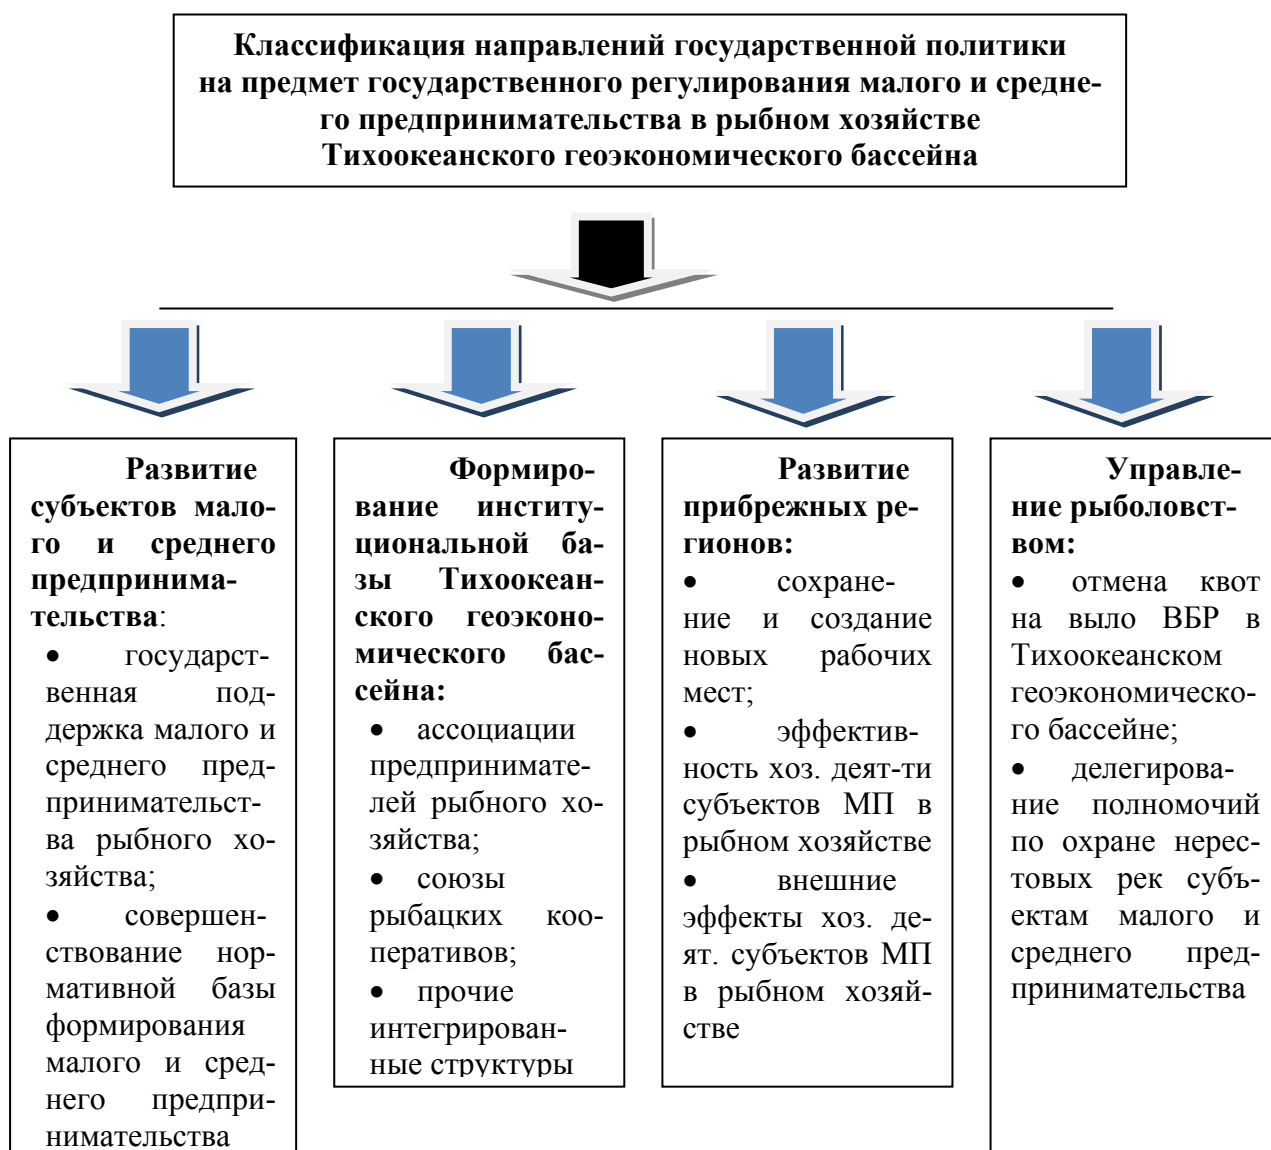 Классификация направлений государственной политики
на предмет государственного регулирования малого и средне-
го предпринимательства в рыбном хозяйстве
Тихоокеанского геоэкономического бассейна
Развитие
субъектов мало-
го и среднего
предпринима-
тельства:
• государст-
венная под-
держка малого и
среднего пред-
принимательст-
ва рыбного хо-
зяйства;
• совершен-
ствование нор-
мативной базы
формирования
малого и сред-
него предпри-
нимательства
Формиро-
вание институ-
циональной ба-
зы Тихоокеан-
ского геоэконо-
мического бас-
сейна:
• ассоциации
предпринимате-
лей рыбного хо-
зяйства;
• союзы
рыбацких коо-
перативов;
• прочие
интегрирован-
ные структуры
Развитие
прибрежных ре-
гионов:
• сохране-
ние и создание
новых рабочих
мест;
• эффектив-
ность хоз. деят-ти
субъектов МП в
рыбном хозяйстве
• внешние
эффекты хоз. де-
ят. субъектов МП
в рыбном хозяй-
стве
Управле-
ние рыболовст-
вом:
• отмена квот
на выло ВБР в
Тихоокеанском
геоэкономическо-
го бассейне;
• делегирова-
ние полномочий
по охране нерес-
товых рек субъ-
ектам малого и
среднего пред-
принимательства